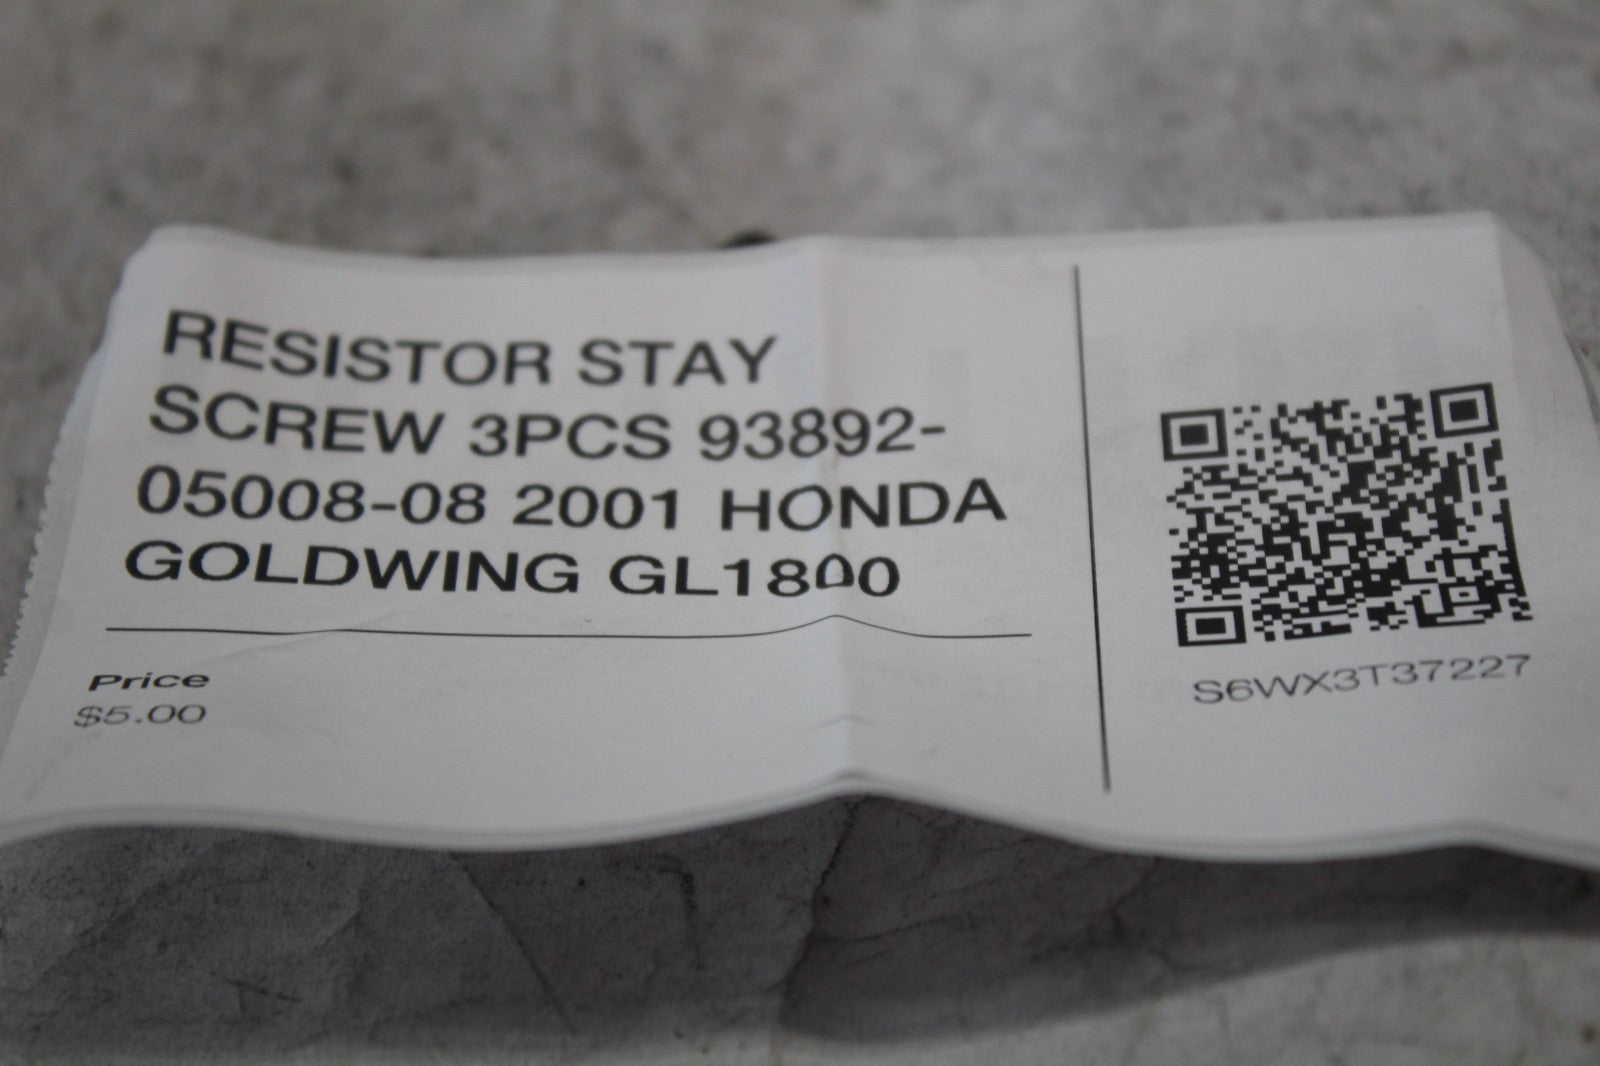 RESISTOR STAY
SCREW 3PCS 93892-
05008-08 2001 HONDA
GOLDWING GL1800
Price
$5.00
S6WX3T37227